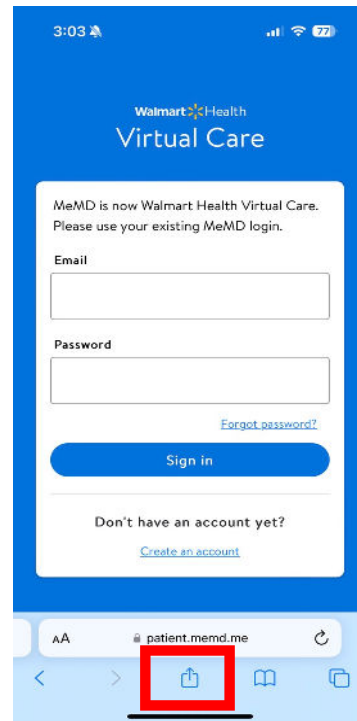 3:03
77
Walmart Health
Virtual Care
MeMD is now Walmart Health Virtual Care.
Please use your existing MeMD login.
Email
Password
Forgot password?
Sign in
Don't have an account yet?
Create an account
AA
patient.memd.me